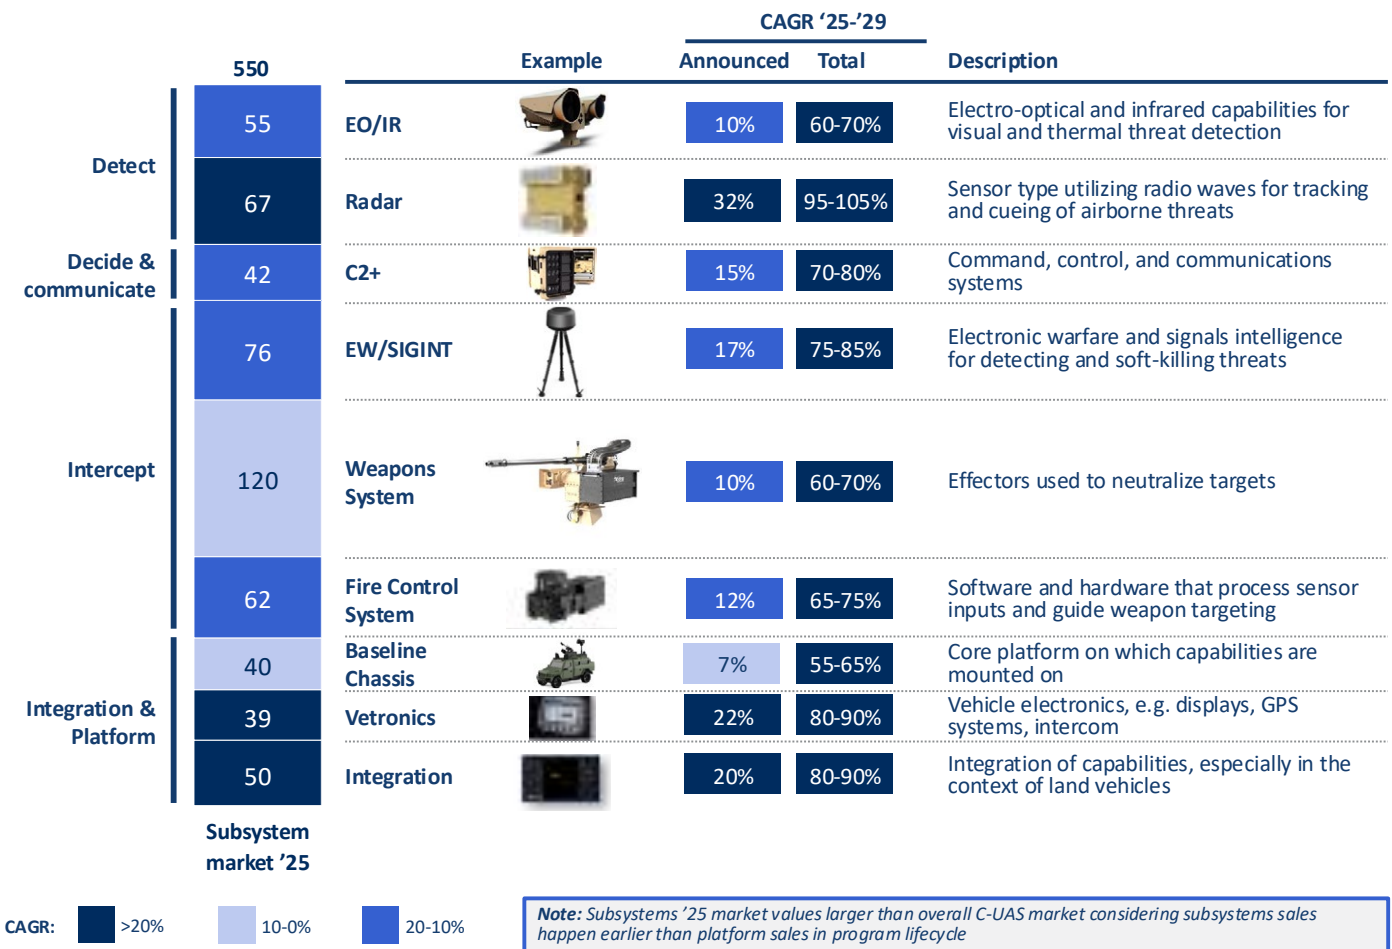 CAGR ‘25-’29
550
Example
Announced
Total
Description
Detect
55
EO/IR
10%
60-70%
Electro-optical and infrared capabilities for
visual and thermal threat detection
67
Radar
32%
95-105%
Sensor type utilizing radio waves for tracking
and cueing of airborne threats
Decide &
communicate
42
C2+
15%
70-80%
Command, control, and communications
systems
Intercept
76
EW/SIGINT
17%
75-85%
Electronic warfare and signals intelligence
for detecting and soft-killing threats
120
Weapons
System
10%
60-70%
Effectors used to neutralize targets
62
Fire Control
System
12%
65-75%
Software and hardware that process sensor
inputs and guide weapon targeting
Integration &
Platform
40
Baseline
Chassis
7%
55-65%
Core platform on which capabilities are
mounted on
39
Vetronics
22%
80-90%
Vehicle electronics, e.g. displays, GPS
systems, intercom
50
Integration
20%
80-90%
Integration of capabilities, especially in the
context of land vehicles
Subsystem
market ’25
CAGR:
>20%
10-0%
20-10%
Note: Subsystems ’25 market values larger than overall C-UAS market considering subsystems sales
happen earlier than platform sales in program lifecycle